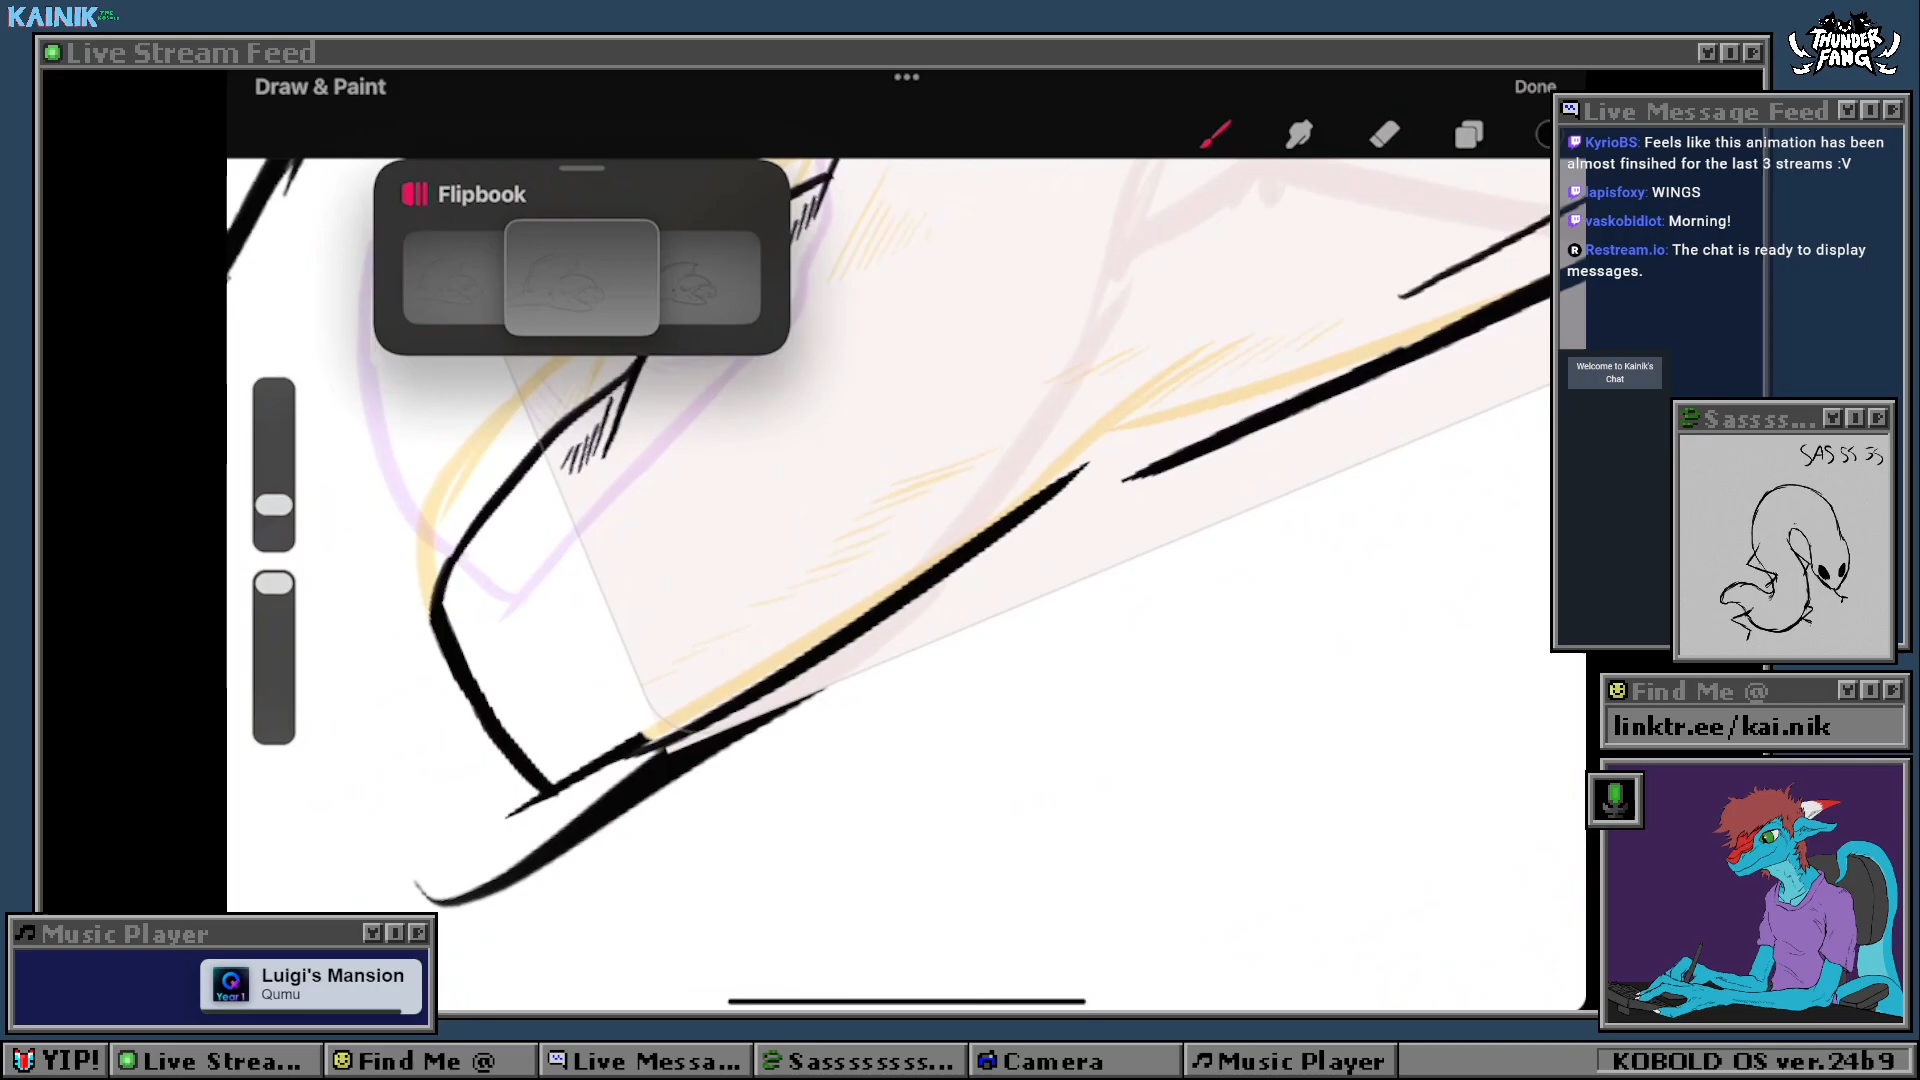 KAINIK
THUNDER
FANG
Live Stream Feed
Draw & Paint
Done
Flipbook
Live Message Feed
KyrioBS: Feels like this animation has been
almost finsihed for the last 3 streams :V
lapisfoxy: WINGS
vaskobidiot: Morning!
Restream.io: The chat is ready to display
messages.
Welcome to Kainik's
Chat
Sassss...
SASSSSS
Find Me @
linktr.ee/kai.nik
Music Player
Luigi's Mansion
Qumu
Year 1
YIP!
Live Strea...
Find Me @
Live Messa...
Sassssssss...
Camera
Music Player
KOBOLD OS ver.24b9